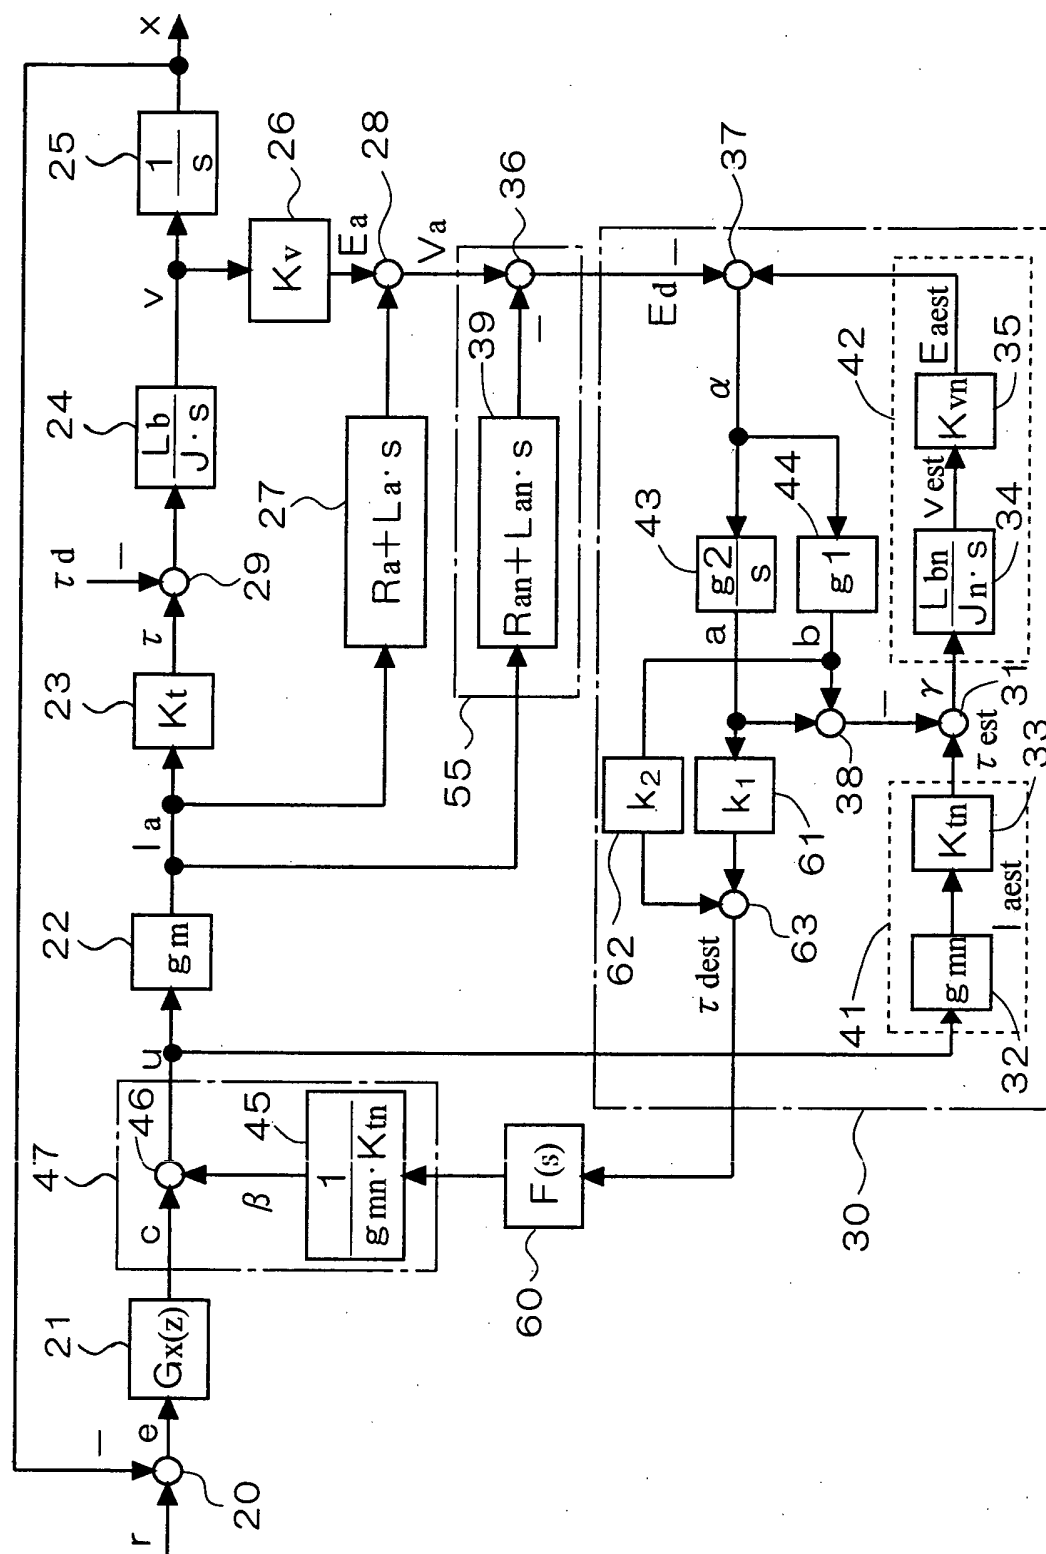 r
20
−
e
21
Gx(z)
c
47
46
u
β
45
1
gmn·Ktn
60
F(s)
22
gm
Ia
23
Kt
τ
τd
−
29
24
Lb
J·s
v
25
1
s
x
26
Kv
Ea
28
27
Ra+La·s
Va
55
39
Ran+Lan·s
−
36
30
Ed
−
37
α
43
g2
s
a
44
g1
b
62
k2
61
k1
63
τdest
38
−
41
32
gmn
Iaest
33
Ktn
τest
31
γ
42
34
Lbn
Jn·s
vest
35
Kvn
Eaest